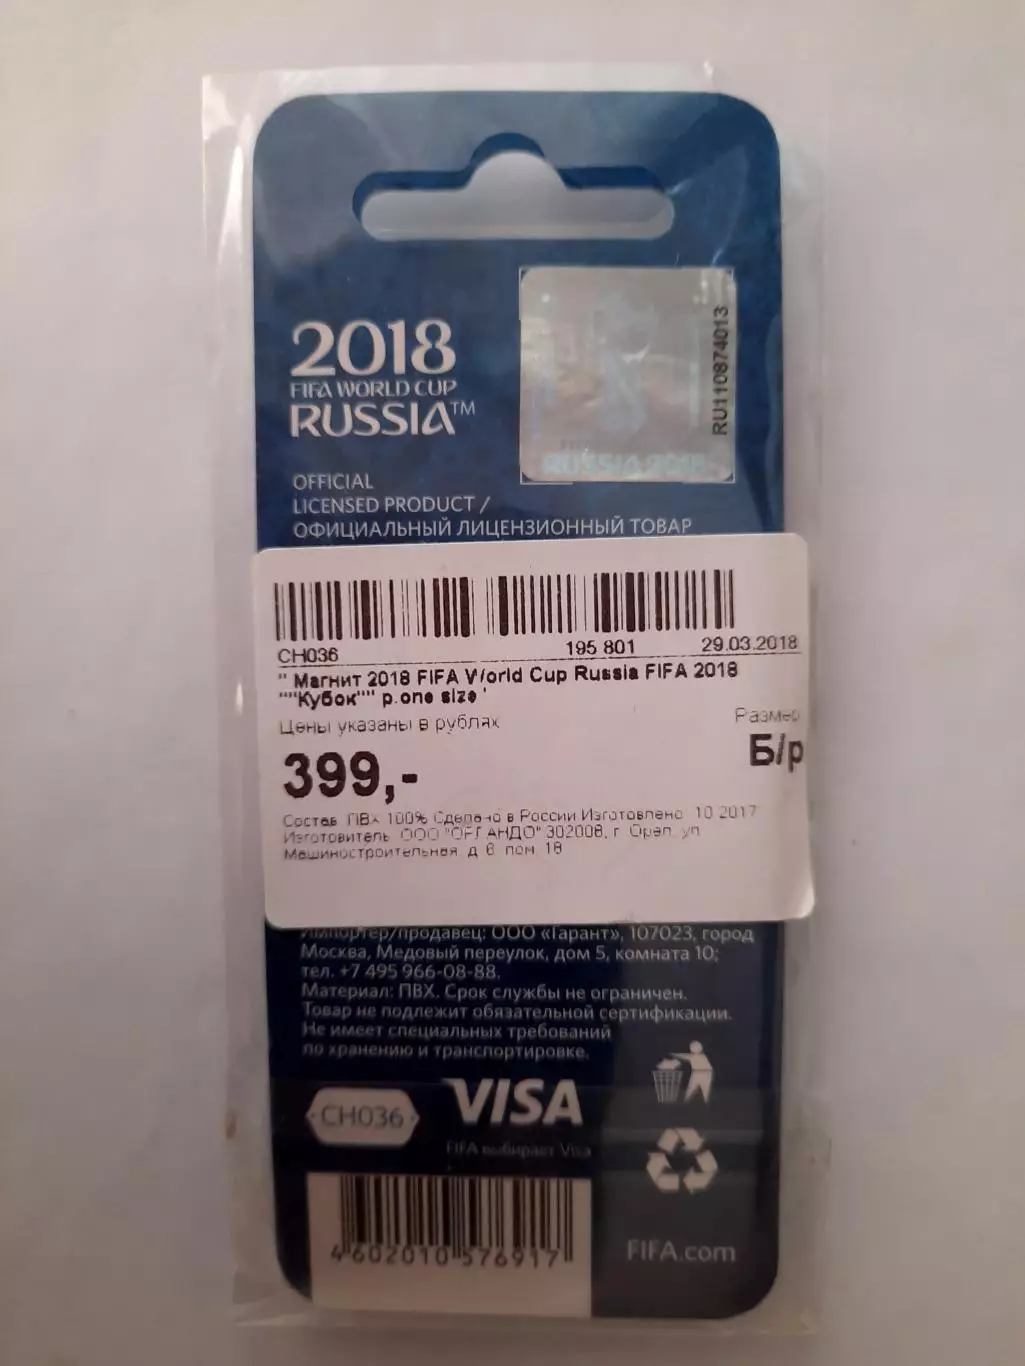 2018
FIFA WORLD CUP
RUSSIA™
RU110874013
RUSSIA 2018
OFFICIAL
LICENSED PRODUCT /
ОФИЦИАЛЬНЫЙ ЛИЦЕНЗИОННЫЙ ТОВАР
CH036 195 801 29.03.2018
" Магнит 2018 FIFA World Cup Russia FIFA 2018
""Кубок"" р.one size "
Цены указаны в рублях
Размер
399,-
Б/р
Состав: ПВХ 100% Сделано в России Изготовлено: 10.2017
Изготовитель: ООО "ОРГАНДО" 302008, г. Орел, ул.
Машиностроительная, д. 6, пом. 18
Импортер/продавец: ООО «Гарант», 107023, город
Москва, Медовый переулок, дом 5, комната 10;
тел. +7 495 966-08-88.
Материал: ПВХ. Срок службы не ограничен.
Товар не подлежит обязательной сертификации.
Не имеет специальных требований
по хранению и транспортировке.
CH036
VISA
FIFA выбирает Visa
4602010576917
FIFA.com